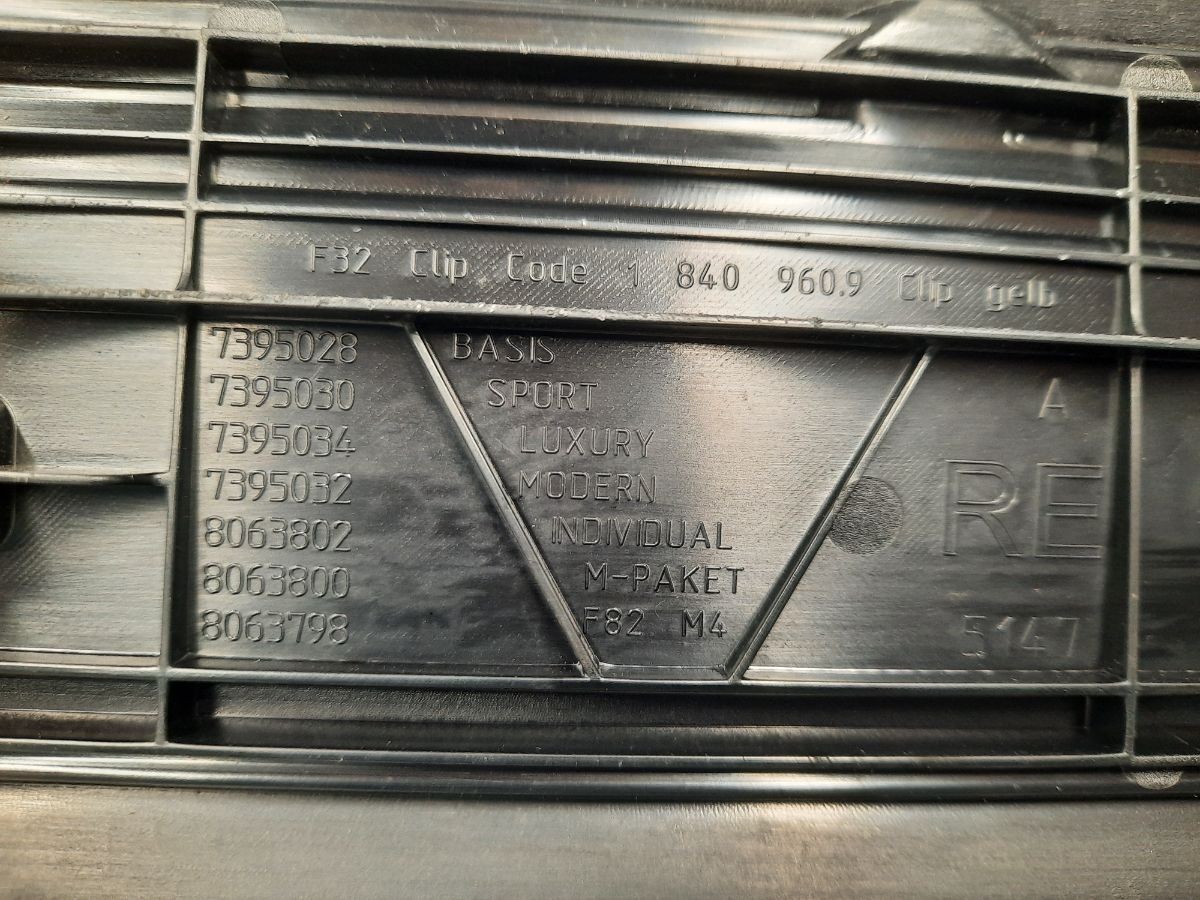 F32 Clip Code 1 840 960.9 Clip gelb
7395028 BASIS
7395030 SPORT
A
7395034 LUXURY
7395032 MODERN
RE
8063802 INDIVIDUAL
8063800 M-PAKET
8063798 F82 M4
5147